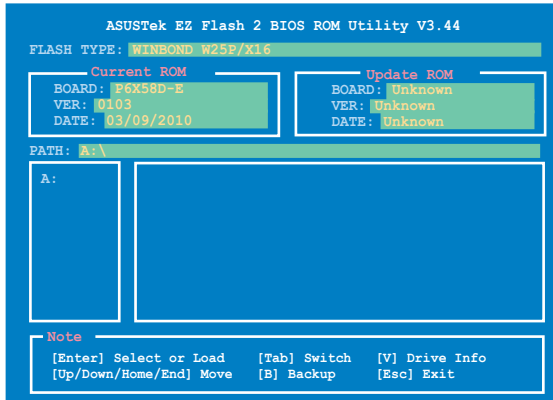 ASUSTek EZ Flash 2 BIOS ROM Utility V3.44
FLASH TYPE: WINBOND W25P/X16
Current ROM
BOARD: P6X58D-E
VER: 0103
DATE: 03/09/2010
Update ROM
BOARD: Unknown
VER: Unknown
DATE: Unknown
PATH: A:\
A:
Note
[Enter] Select or Load [Tab] Switch [V] Drive Info
[Up/Down/Home/End] Move [B] Backup [Esc] Exit